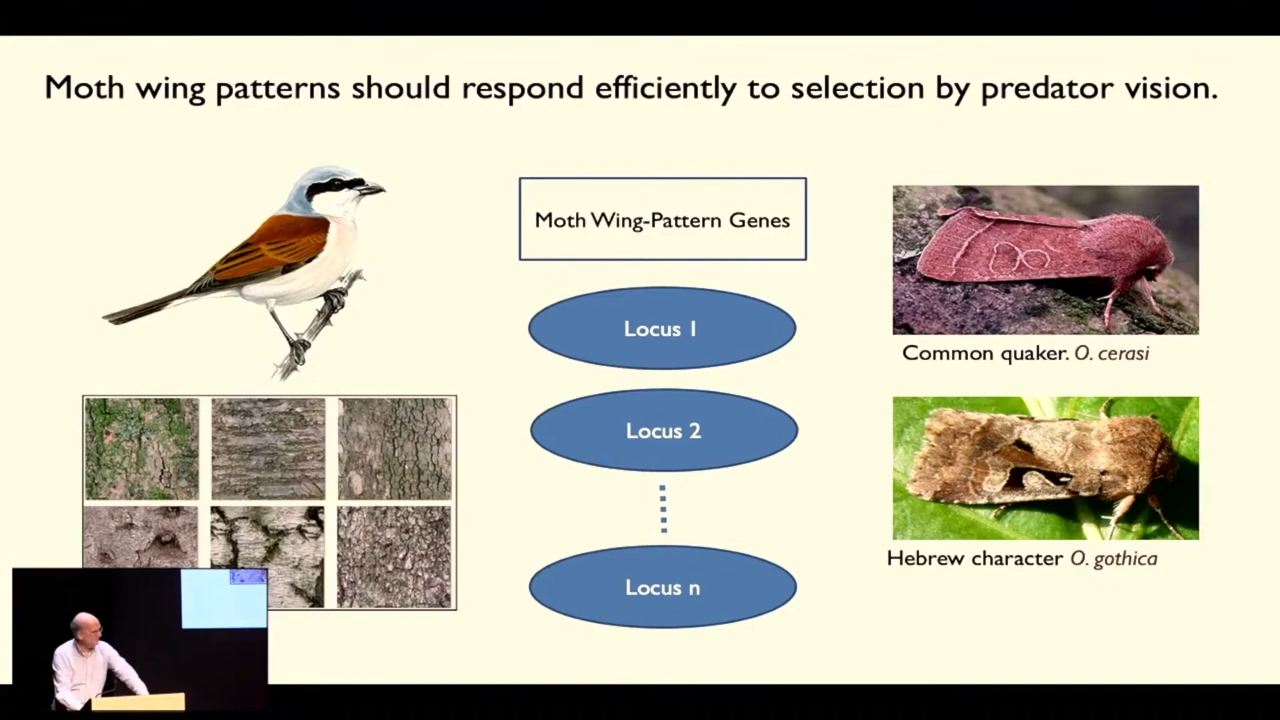 Moth wing patterns should respond efficiently to selection by predator vision.
Moth Wing-Pattern Genes
Locus 1
Locus 2
Locus n
Common quaker. O. cerasi
Hebrew character O. gothica